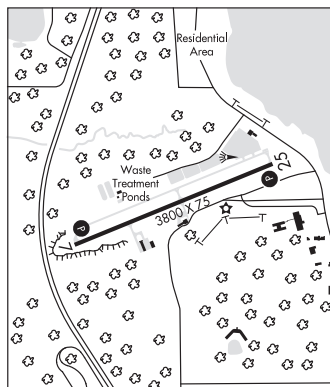 Residential
Area
Waste
Treatment
Ponds
25
P
3800 X 75
P
7